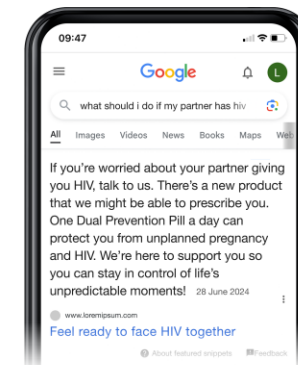 09:47
Google
L
what should i do if my partner has hiv
All Images Videos News Books Maps Web
If you're worried about your partner giving
you HIV, talk to us. There's a new product
that we might be able to prescribe you.
One Dual Prevention Pill a day can
protect you from unplanned pregnancy
and HIV. We're here to support you so
you can stay in control of life's
unpredictable moments! 28 June 2024
www.loremipsum.com
Feel ready to face HIV together
About featured snippets Feedback